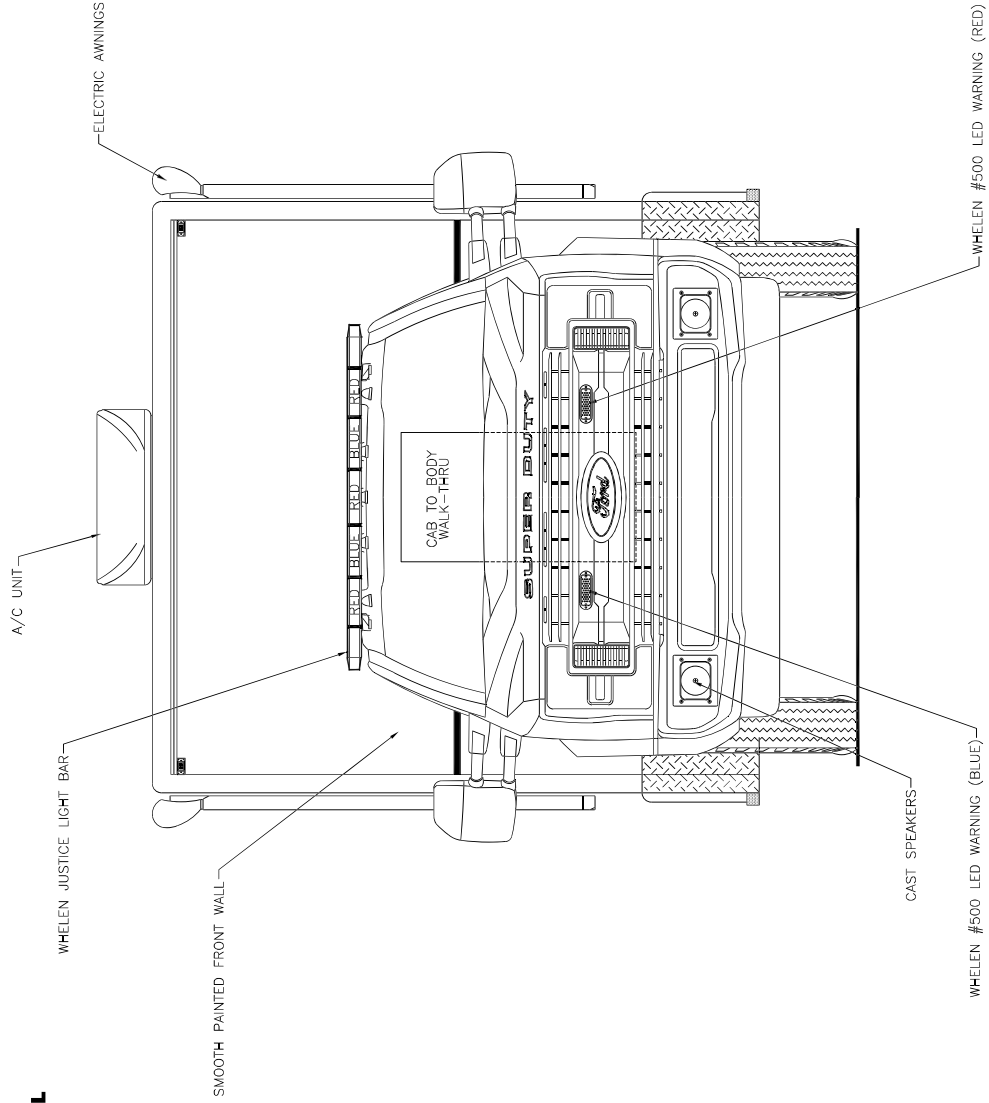 A/C UNIT
WHELEN JUSTICE LIGHT BAR
ELECTRIC AWNINGS
SMOOTH PAINTED FRONT WALL
RED BLUE RED BLUE RED
CAB TO BODY
WALK-THRU
SUPER DUTY
Ford
CAST SPEAKERS
WHELEN #500 LED WARNING (BLUE)
WHELEN #500 LED WARNING (RED)